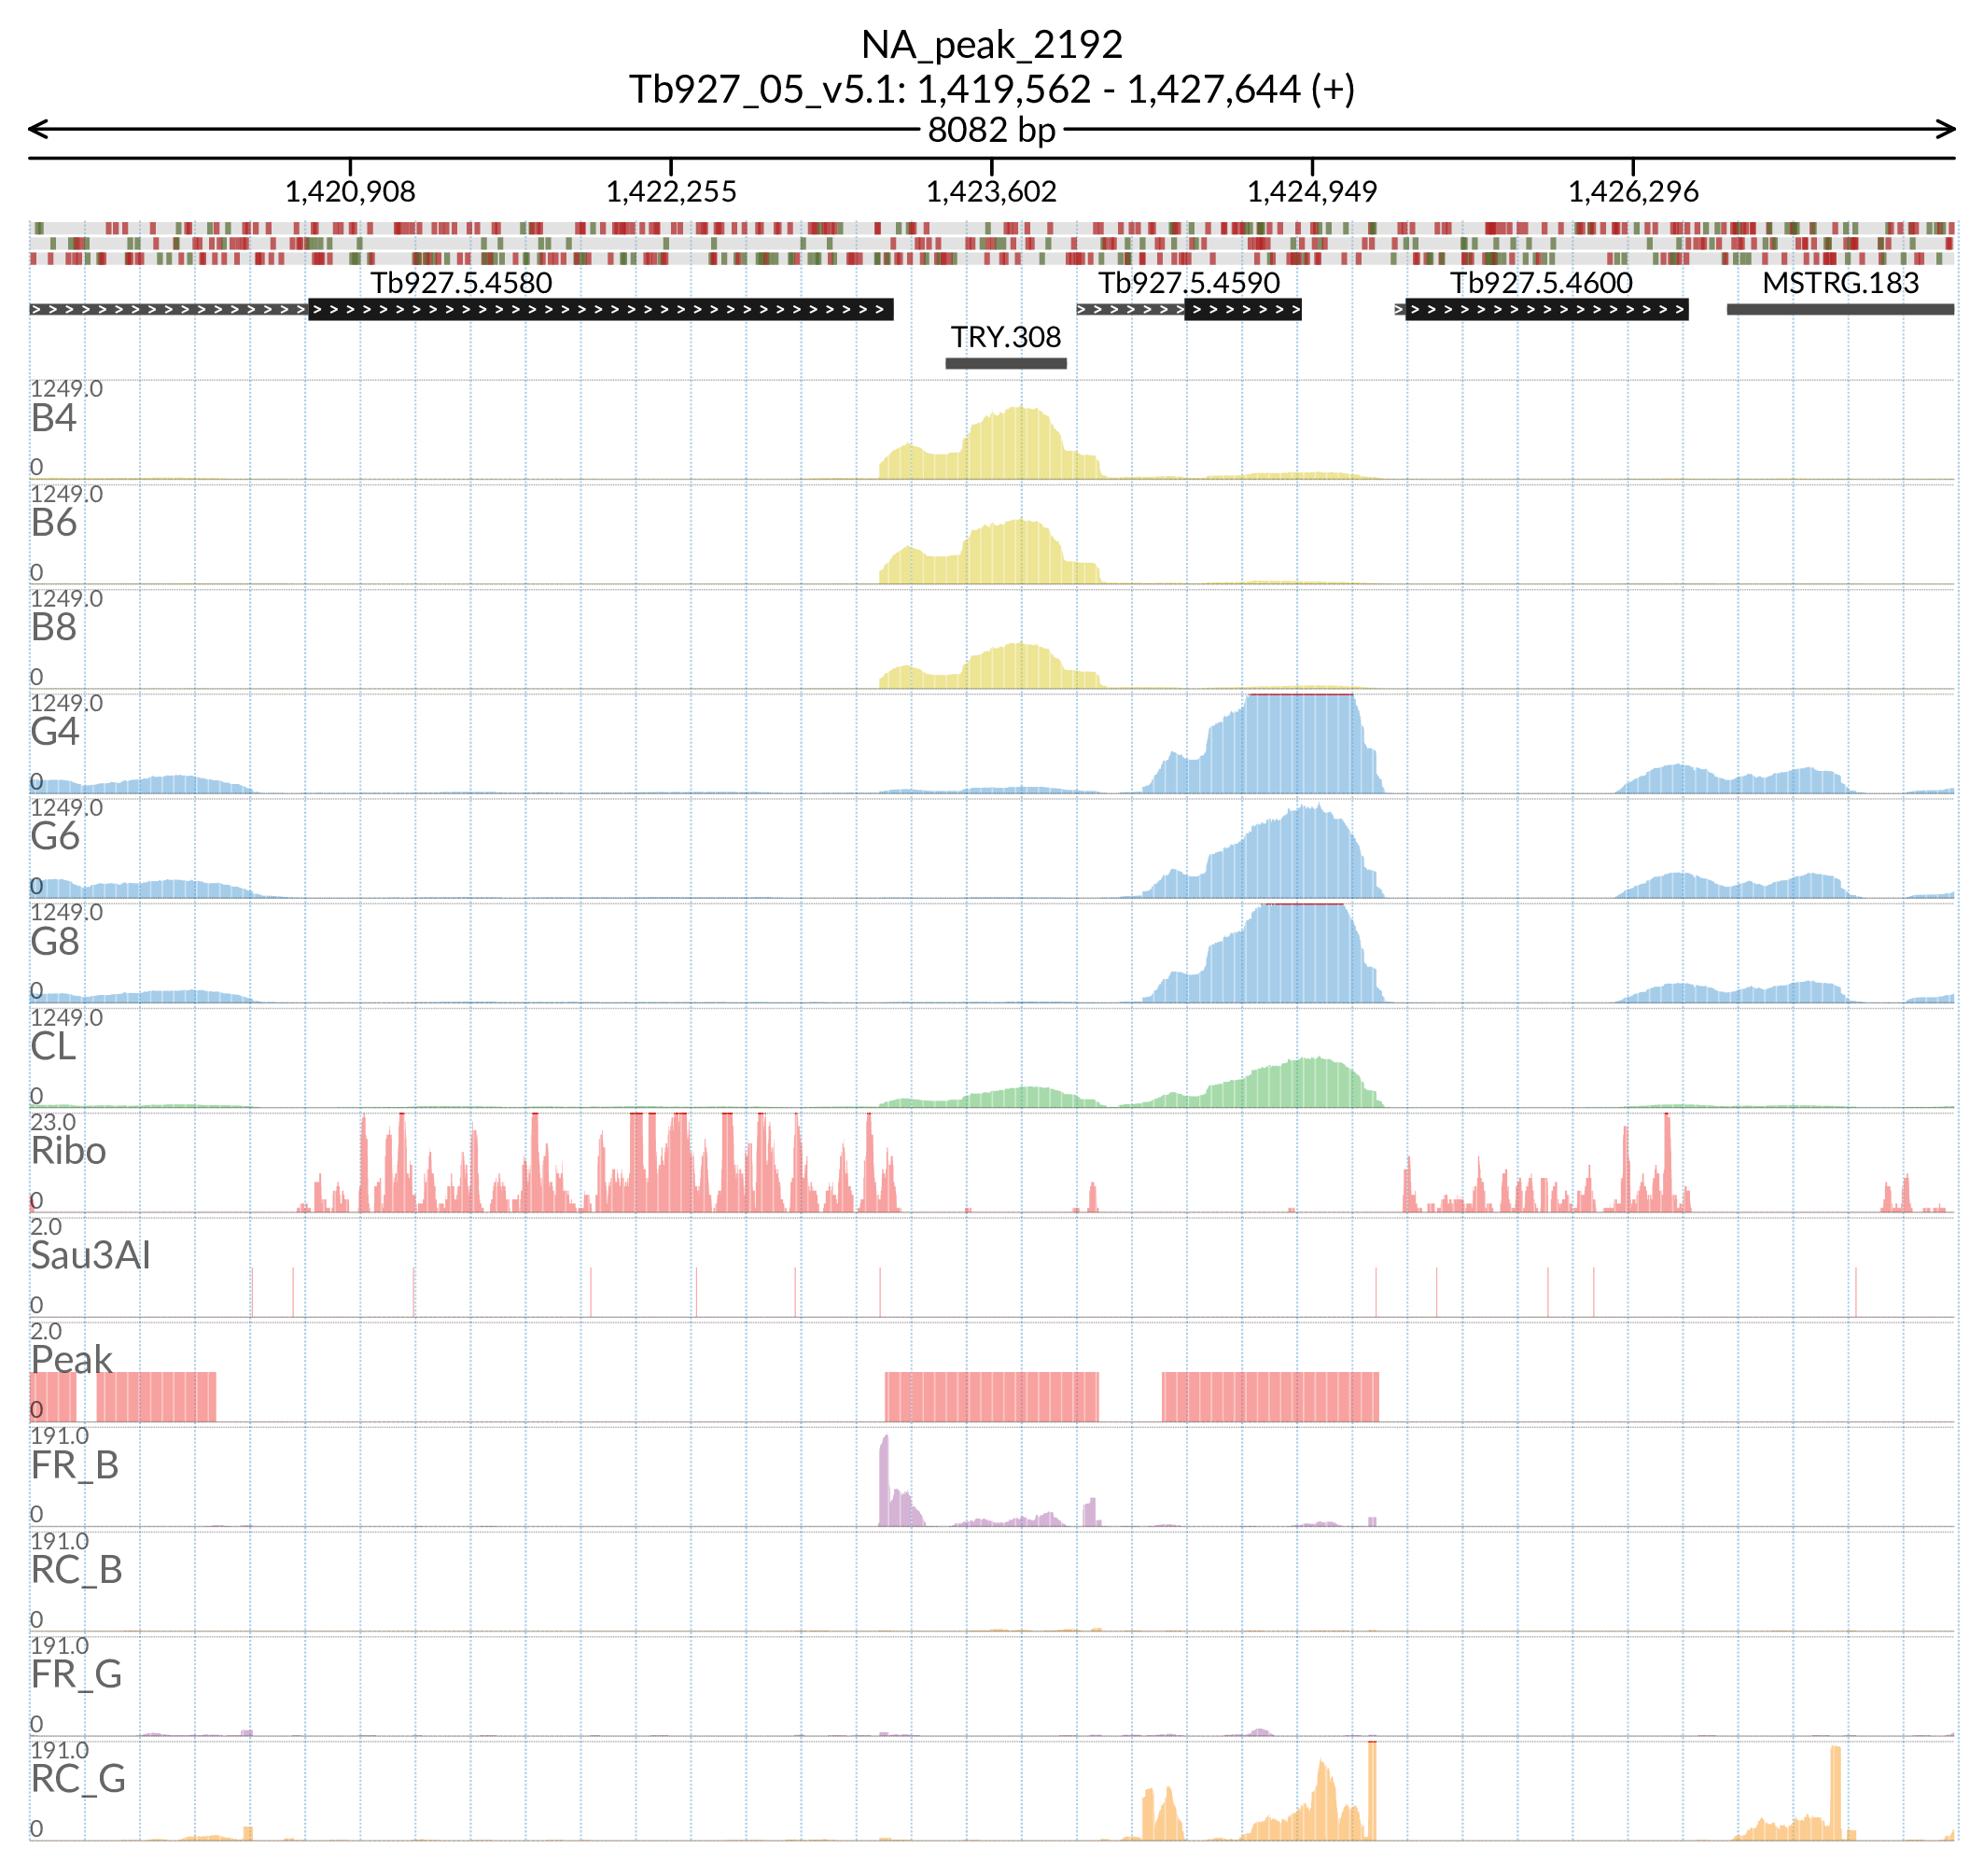 NA_peak_2192
Tb927_05_v5.1: 1,419,562 - 1,427,644 (+)
8082 bp
1,420,908 1,422,255 1,423,602 1,424,949 1,426,296
Tb927.5.4580 Tb927.5.4590 Tb927.5.4600 MSTRG.183
TRY.308
1249.0
B4
0
1249.0
B6
0
1249.0
B8
0
1249.0
G4
0
1249.0
G6
0
1249.0
G8
0
1249.0
CL
0
23.0
Ribo
0
2.0
Sau3AI
0
2.0
Peak
0
191.0
FR_B
0
191.0
RC_B
0
191.0
FR_G
0
191.0
RC_G
0